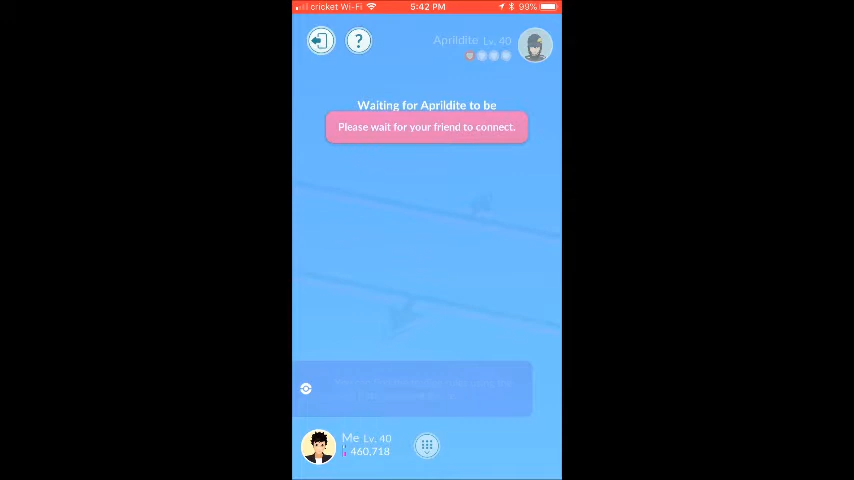 cricket Wi-Fi 5:42 PM 99%
?
Aprildite Lv. 40
Waiting for Aprildite to be
Please wait for your friend to connect.
Me Lv. 40
460,718